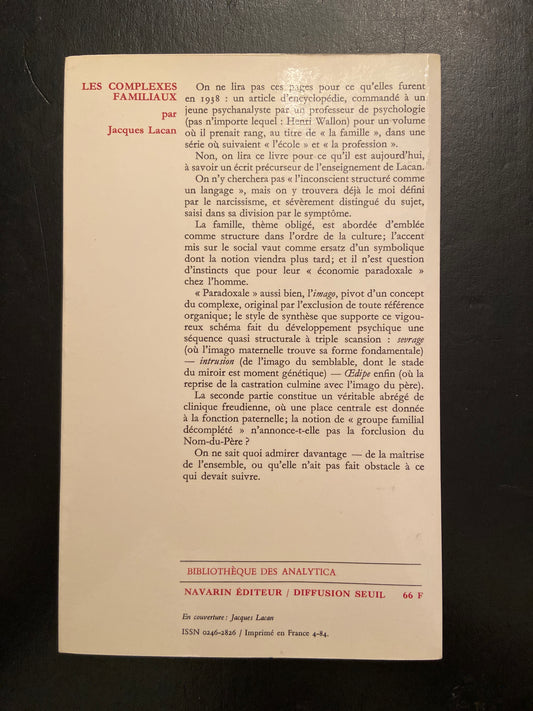 LES COMPLEXES
FAMILIAUX
par
Jacques Lacan
On ne lira pas ces pages pour ce qu'elles furent
en 1938 : un article d'encyclopédie, commandé à un
jeune psychanalyste par un professeur de psychologie
(pas n'importe lequel : Henri Wallon) pour un volume
où il prenait rang, au titre de « la famille », dans une
série où suivaient « l'école » et « la profession ».
Non, on lira ce livre pour ce qu'il est aujourd'hui,
à savoir un écrit précurseur de l'enseignement de Lacan.
On n'y cherchera pas « l'inconscient structuré comme
un langage », mais on y trouvera déjà le moi défini
par le narcissisme, et sévèrement distingué du sujet,
saisi dans sa division par le symptôme.
La famille, thème obligé, est abordée d'emblée
comme structure dans l'ordre de la culture; l'accent
mis sur le social vaut comme ersatz d'un symbolique
dont la notion viendra plus tard; et il n'est question
d'instincts que pour leur « économie paradoxale »
chez l'homme.
« Paradoxale » aussi bien, l'imago, pivot d'un concept
du complexe, original par l'exclusion de toute référence
organique; le style de synthèse que supporte ce vigou-
reux schéma fait du développement psychique une
séquence quasi structurale à triple scansion : sevrage
(où l'imago maternelle trouve sa forme fondamentale)
— intrusion (de l'imago du semblable, dont le stade
du miroir est moment génétique) — Œdipe enfin (où la
reprise de la castration culmine avec l'imago du père).
La seconde partie constitue un véritable abrégé de
clinique freudienne, où une place centrale est donnée
à la fonction paternelle; la notion de « groupe familial
décomplété » n'annonce-t-elle pas la forclusion du
Nom-du-Père ?
On ne sait quoi admirer davantage — de la maîtrise
de l'ensemble, ou qu'elle n'ait pas fait obstacle à ce
qui devait suivre.
BIBLIOTHÈQUE DES ANALYTICA
NAVARIN ÉDITEUR / DIFFUSION SEUIL 66 F
En couverture : Jacques Lacan
ISSN 0246-2826 / Imprimé en France 4-84.